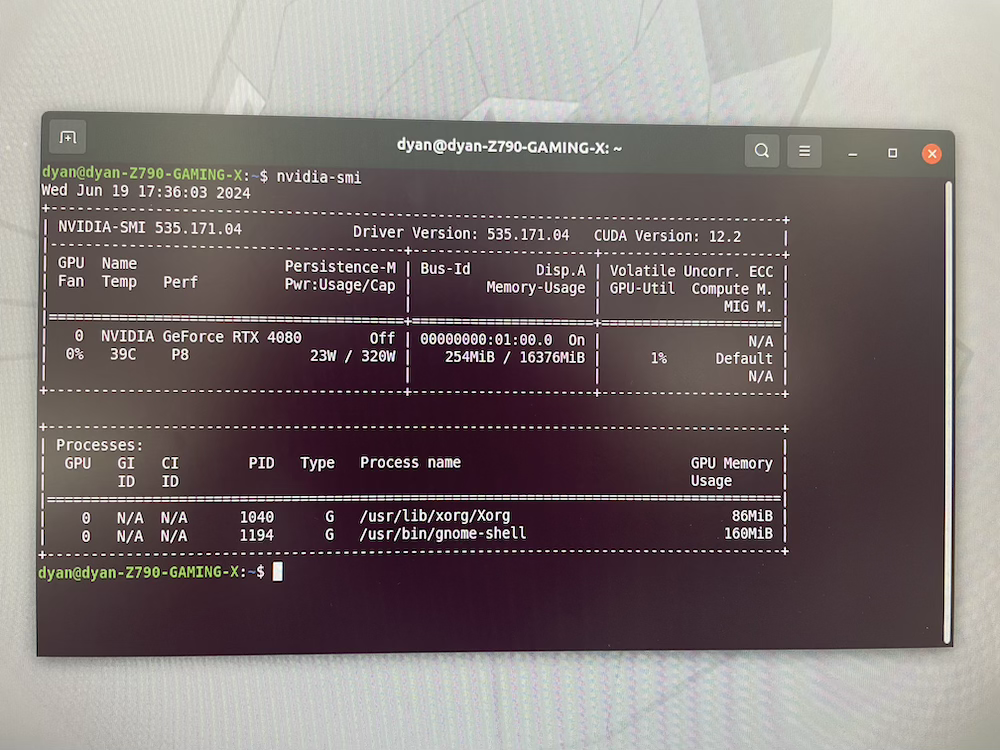 dyan@dyan-Z790-GAMING-X: ~
dyan@dyan-Z790-GAMING-X:~$ nvidia-smi
Wed Jun 19 17:36:03 2024
NVIDIA-SMI 535.171.04 Driver Version: 535.171.04 CUDA Version: 12.2
GPU Name Persistence-M | Bus-Id Disp.A | Volatile Uncorr. ECC
Fan Temp Perf Pwr:Usage/Cap | Memory-Usage | GPU-Util Compute M.
MIG M.
0 NVIDIA GeForce RTX 4080 Off | 00000000:01:00.0 On | N/A
0% 39C P8 23W / 320W | 254MiB / 16376MiB | 1% Default
N/A
Processes:
GPU GI CI PID Type Process name GPU Memory
ID ID Usage
0 N/A N/A 1040 G /usr/lib/xorg/Xorg 86MiB
0 N/A N/A 1194 G /usr/bin/gnome-shell 160MiB
dyan@dyan-Z790-GAMING-X:~$